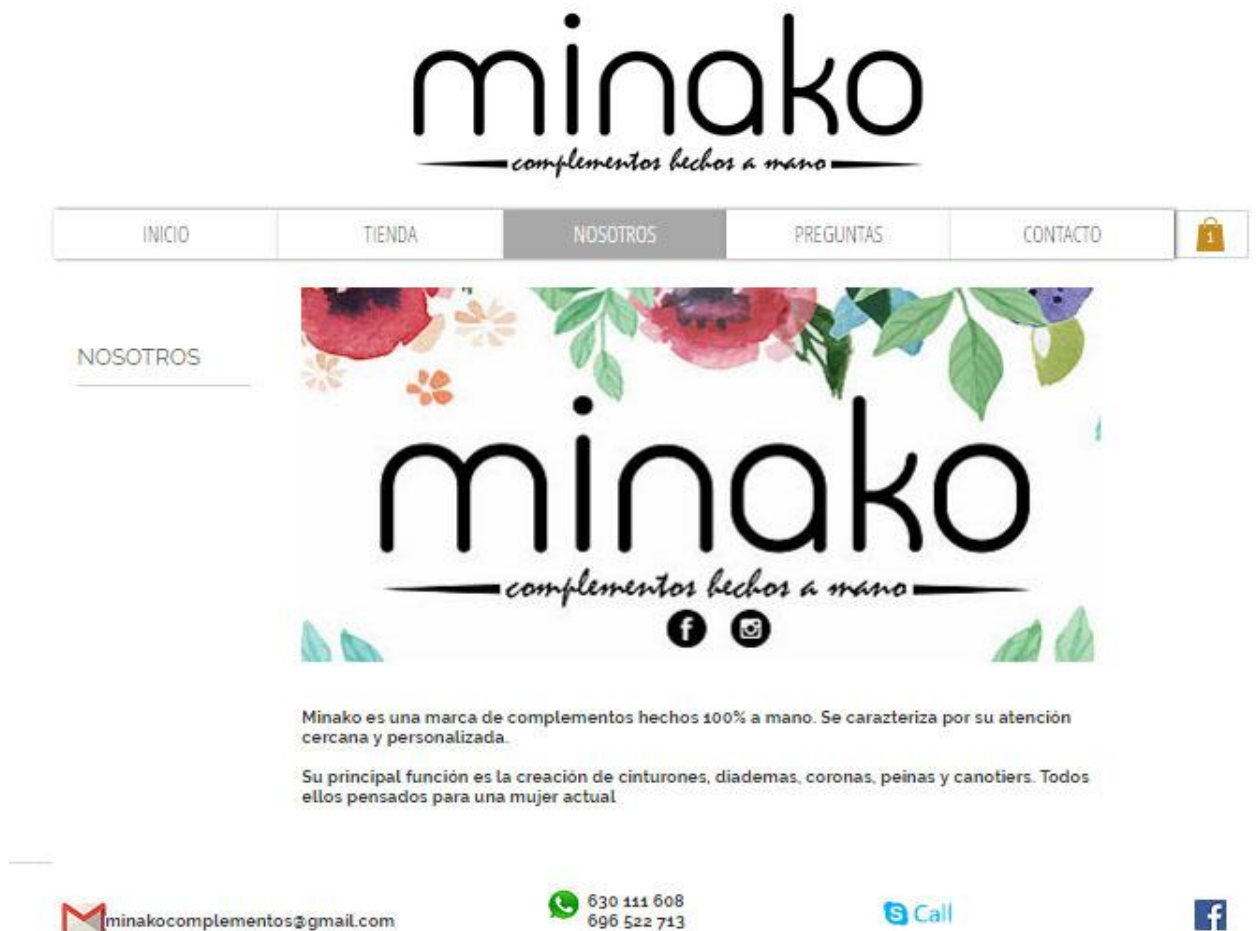 minako
complementos hechos a mano
INICIO TIENDA NOSOTROS PREGUNTAS CONTACTO 1
NOSOTROS
minako
complementos hechos a mano
Minako es una marca de complementos hechos 100% a mano. Se carazteriza por su atención
cercana y personalizada.
Su principal función es la creación de cinturones, diademas, coronas, peinas y canotiers. Todos
ellos pensados para una mujer actual
minakocomplementos@gmail.com
630 111 608
696 522 713
Call